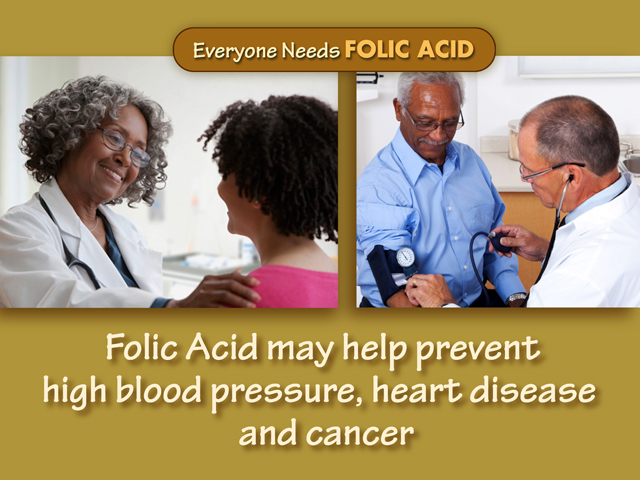 Everyone Needs FOLIC ACID
Folic Acid may help prevent
high blood pressure, heart disease
and cancer